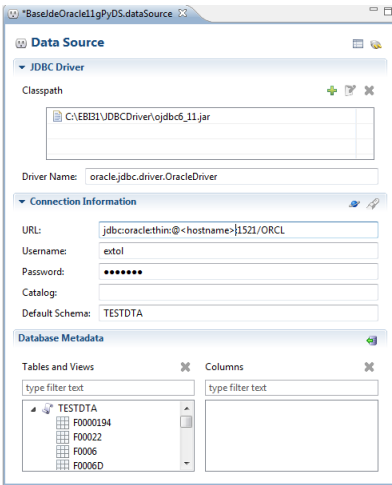 *BaseJdeOracle11gPyDS.dataSource
Data Source
JDBC Driver
Classpath
C:\EBI31\JDBCDriver\ojdbc6_11.jar
Driver Name: oracle.jdbc.driver.OracleDriver
Connection Information
URL: jdbc:oracle:thin:@<hostname>:1521/ORCL
Username: extol
Password: •••••••
Catalog:
Default Schema: TESTDTA
Database Metadata
Tables and Views Columns
type filter text type filter text
TESTDTA
F0000194
F00022
F0006
F0006D